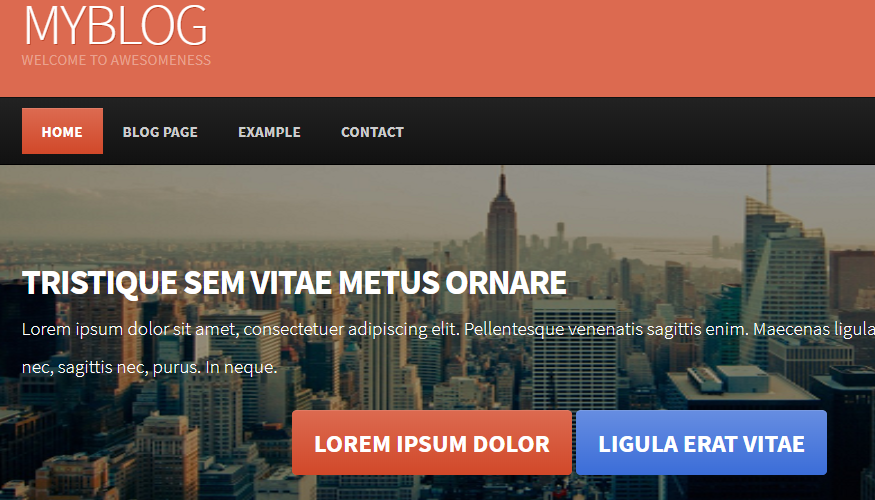 MYBLOG
WELCOME TO AWESOMENESS
HOME BLOG PAGE EXAMPLE CONTACT
TRISTIQUE SEM VITAE METUS ORNARE
Lorem ipsum dolor sit amet, consectetuer adipiscing elit. Pellentesque venenatis sagittis enim. Maecenas ligula
nec, sagittis nec, purus. In neque.
LOREM IPSUM DOLOR LIGULA ERAT VITAE